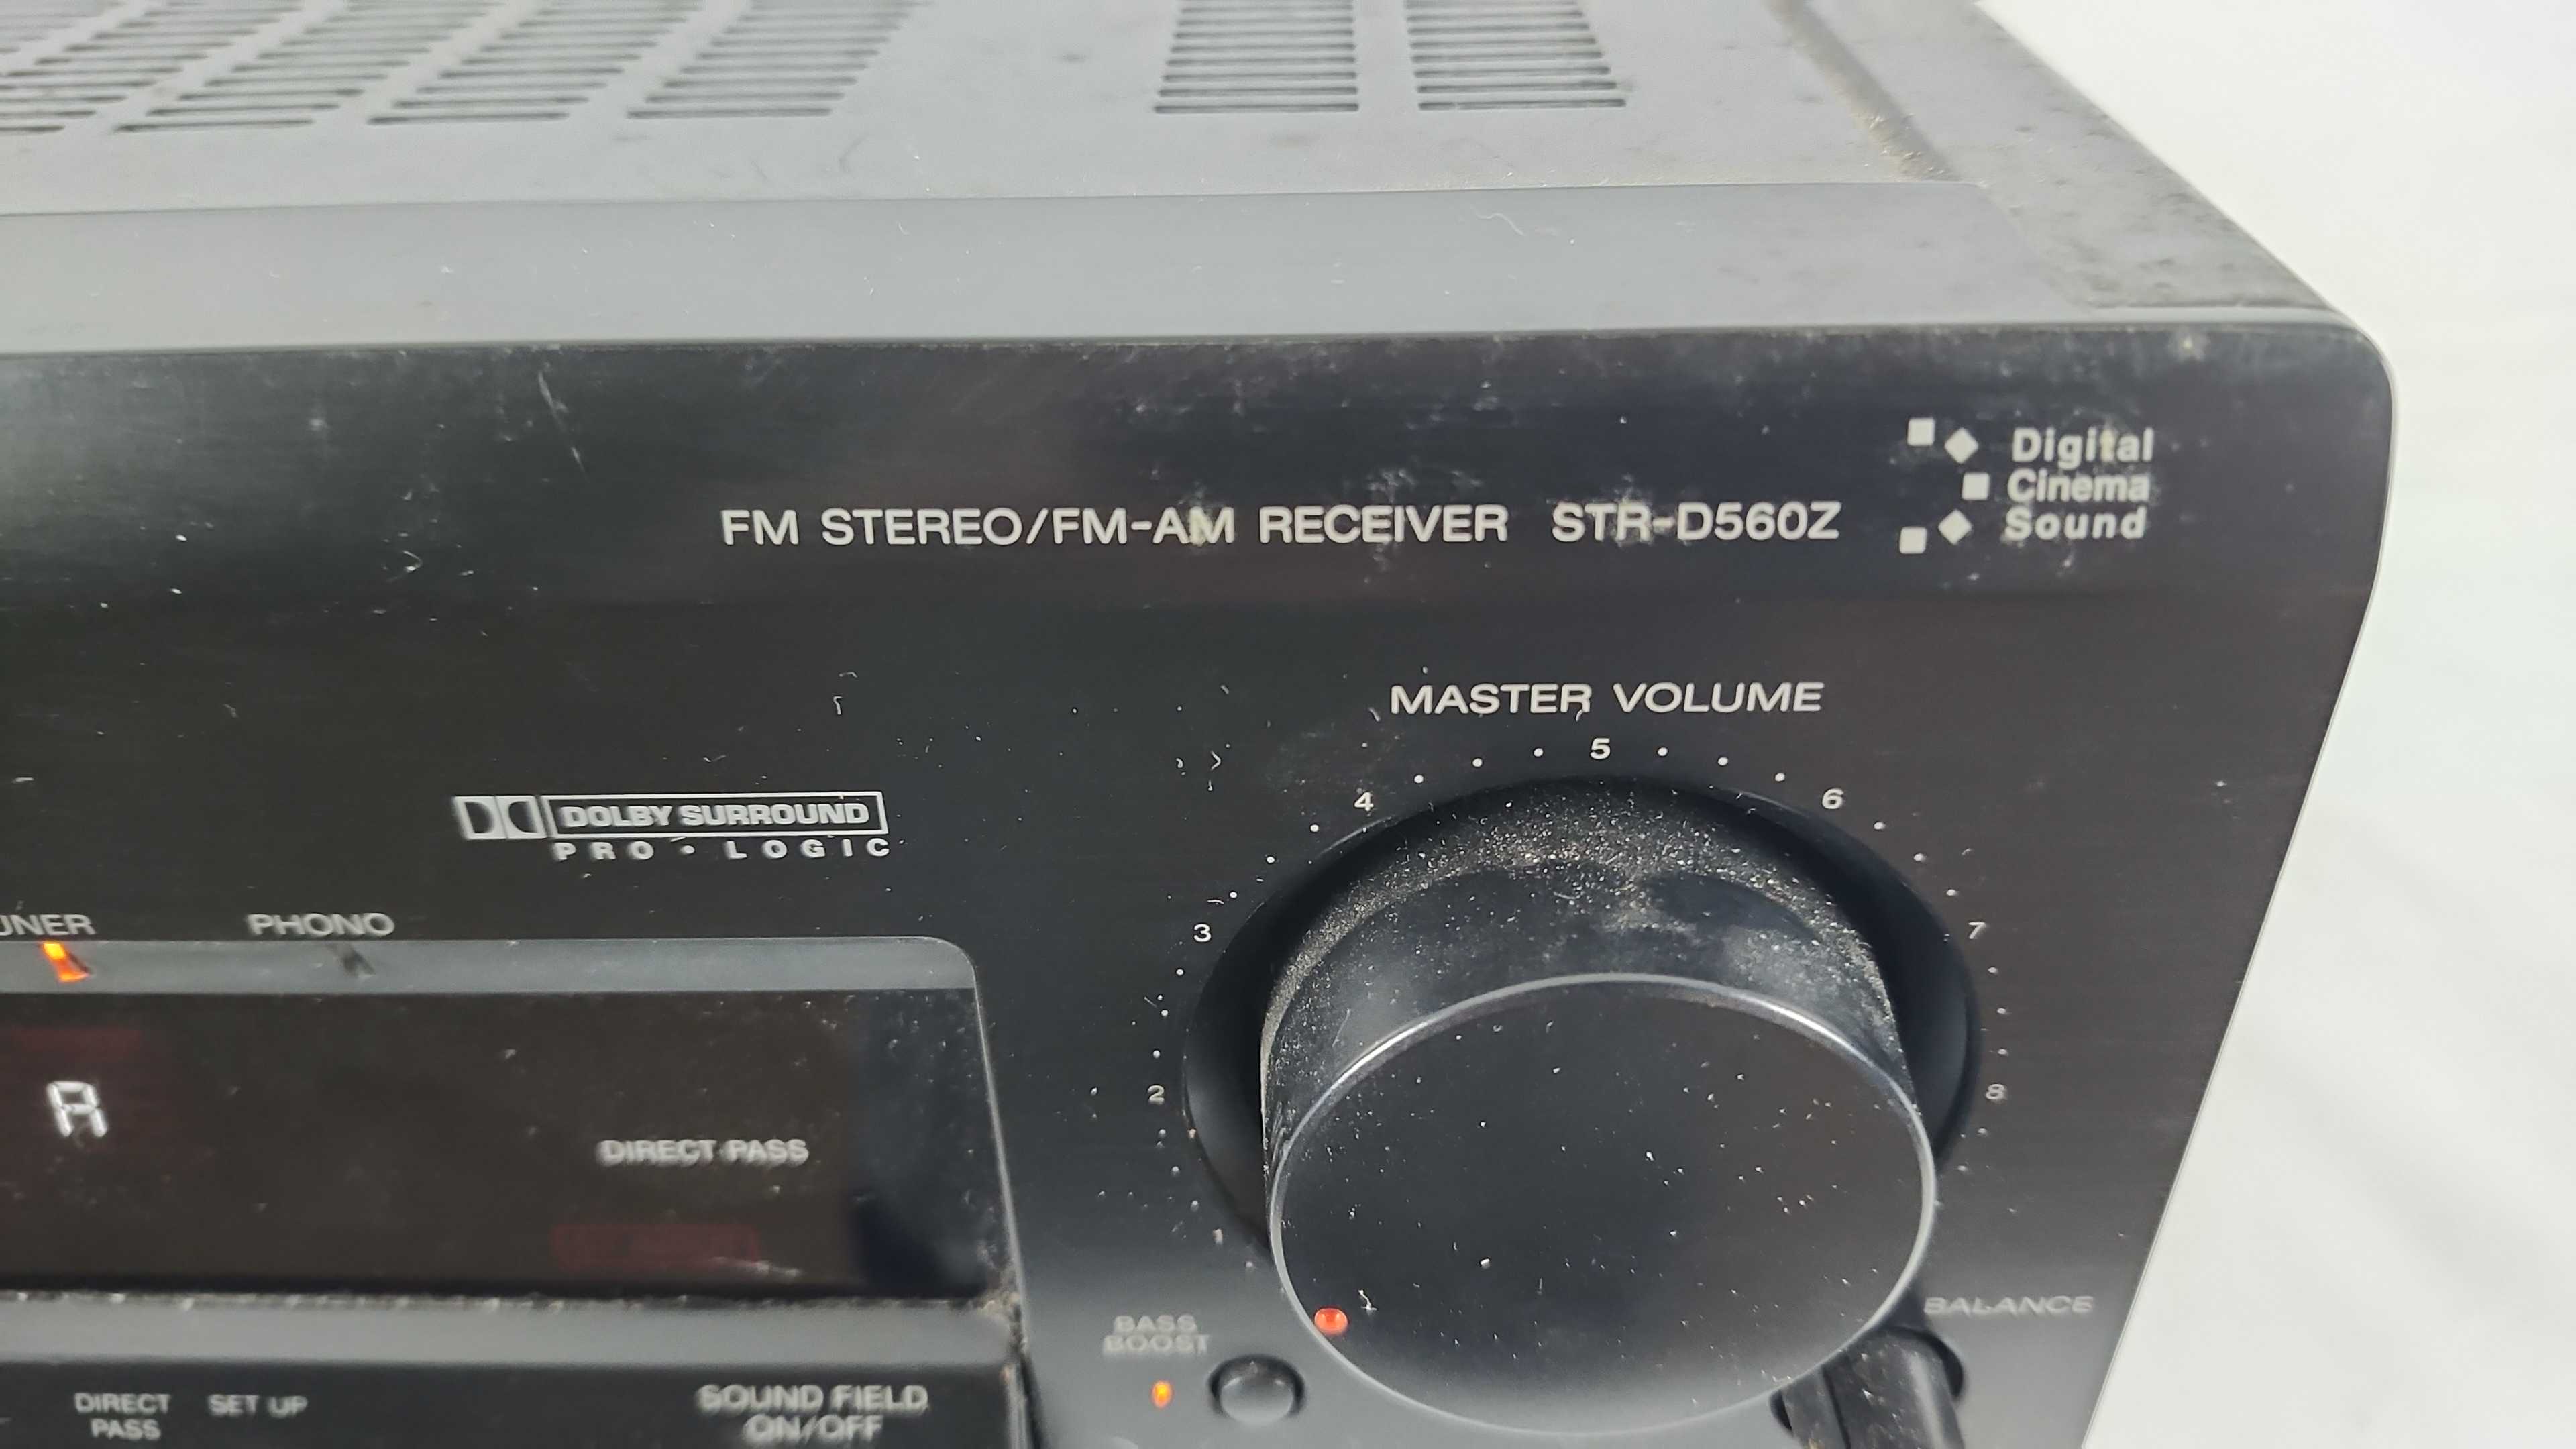 Digital
Cinema
Sound
FM STEREO/FM-AM RECEIVER STR-D560Z
MASTER VOLUME
5
4 6
DOLBY SURROUND
PRO • LOGIC
UNER PHONO
3 7
A
2 8
DIRECT PASS
1
BALANCE
BASS
BOOST
DIRECT
PASS
SET UP
SOUND FIELD
ON/OFF